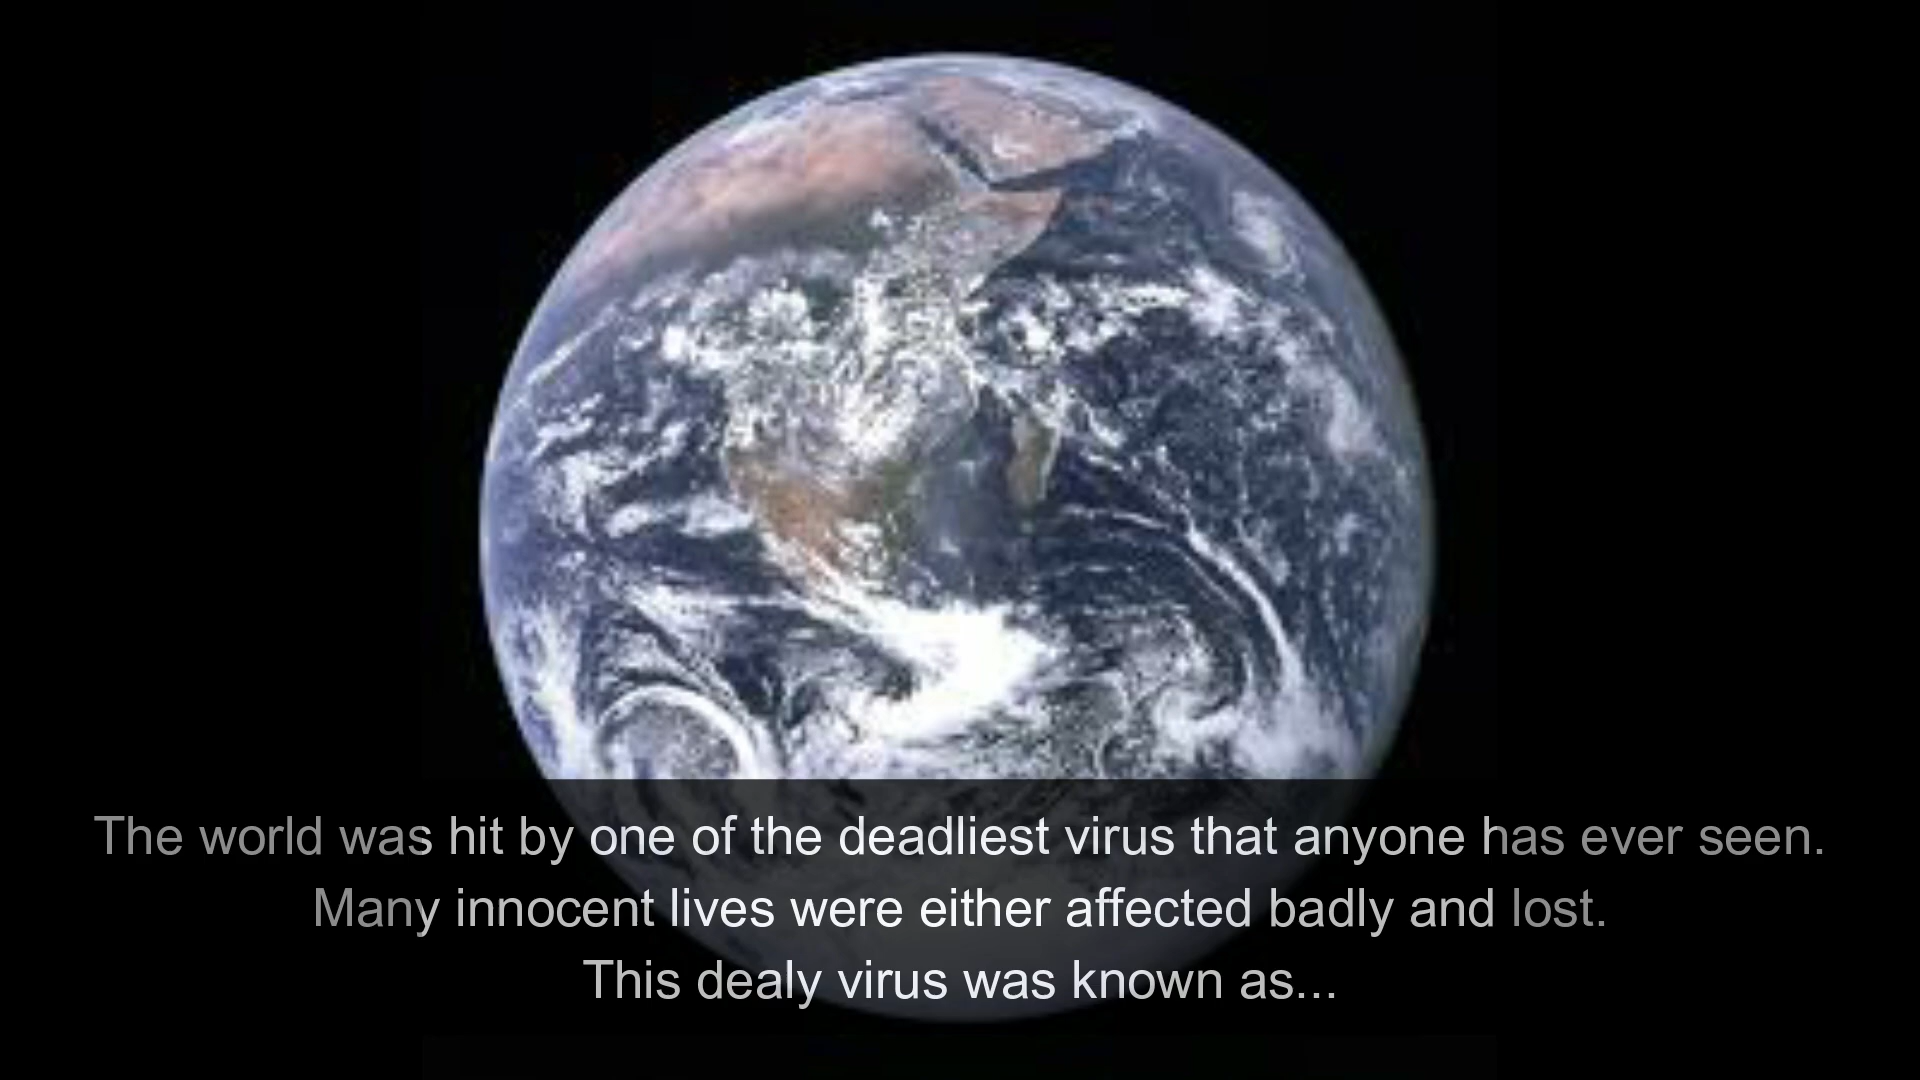 The world was hit by one of the deadliest virus that anyone has ever seen.
Many innocent lives were either affected badly and lost.
This dealy virus was known as...